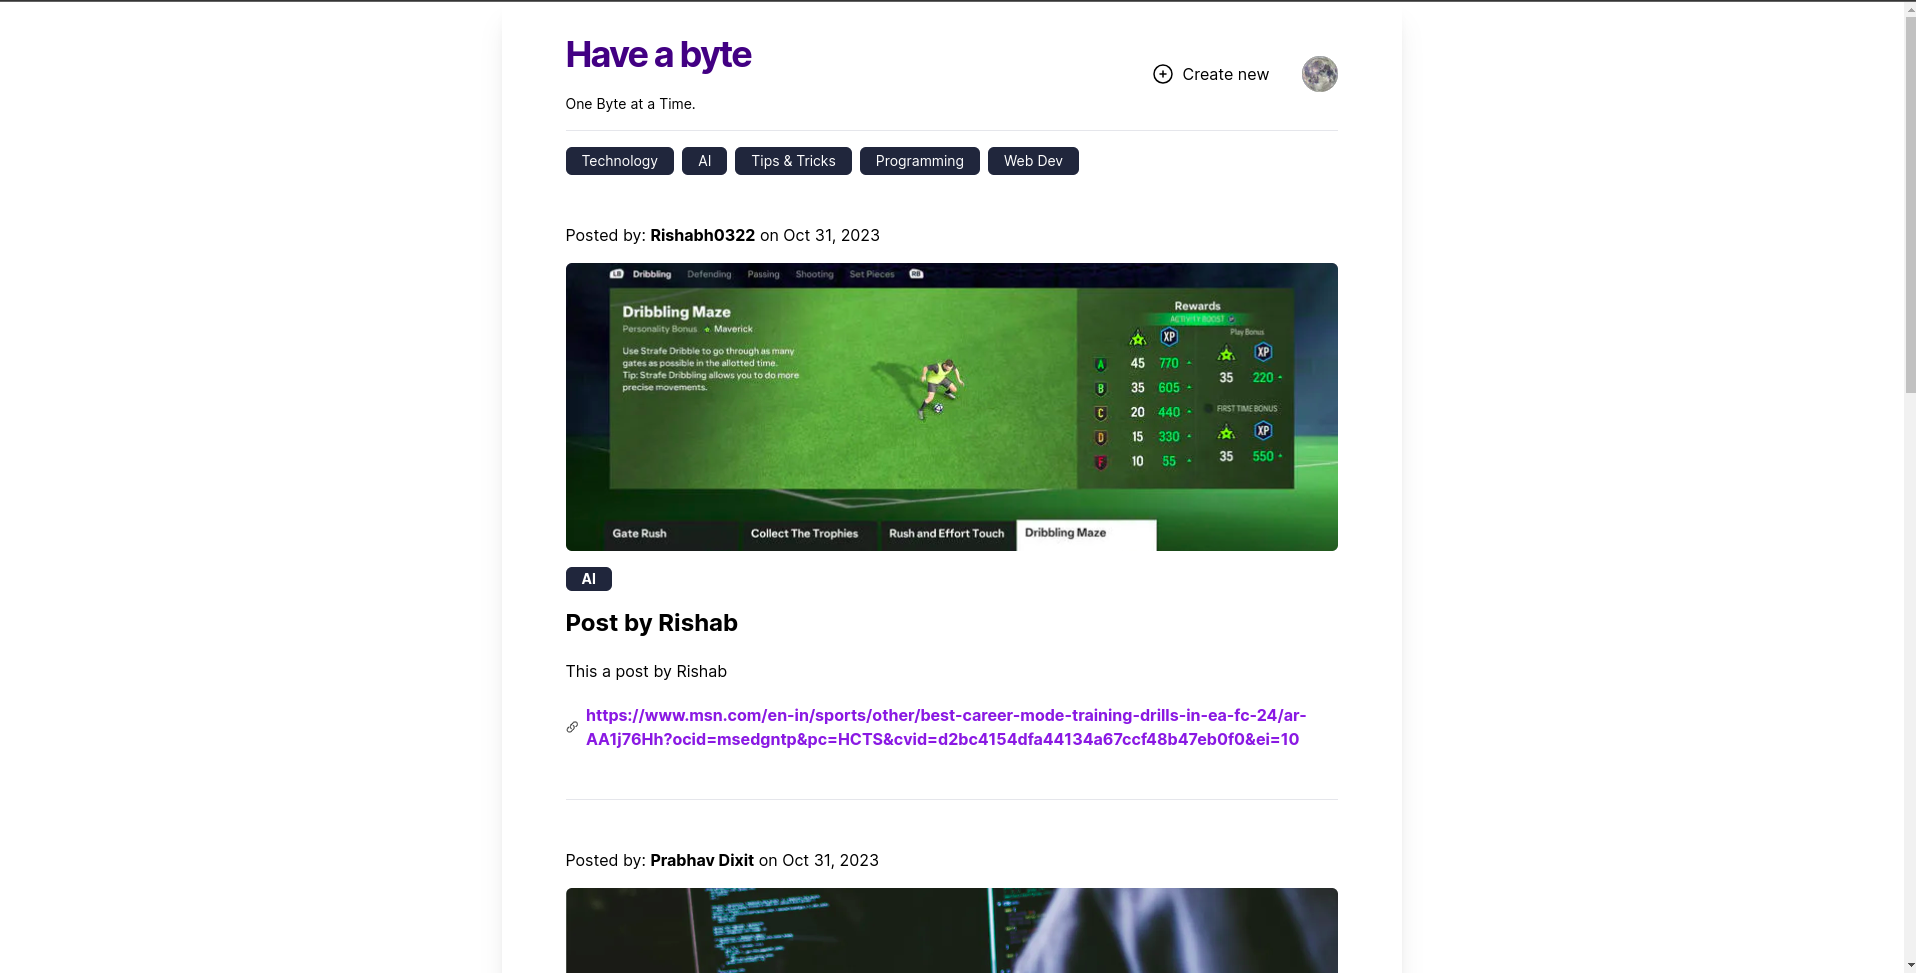 Have a byte
Create new
One Byte at a Time.
Technology
AI
Tips & Tricks
Programming
Web Dev
Posted by: Rishabh0322 on Oct 31, 2023
LB Dribbling Defending Passing Shooting Set Pieces RB
Dribbling Maze
Personality Bonus Maverick
Use Strafe Dribble to go through as many
gates as possible in the allotted time.
Tip: Strafe Dribbling allows you to do more
precise movements.
Rewards
ACTIVITY BOOST
Play Bonus
XP
XP
A 45 770
35 220
B 35 605
C 20 440
FIRST TIME BONUS
XP
D 15 330
35 550
F 10 55
Gate Rush
Collect The Trophies
Rush and Effort Touch
Dribbling Maze
AI
Post by Rishab
This a post by Rishab
https://www.msn.com/en-in/sports/other/best-career-mode-training-drills-in-ea-fc-24/ar-
AA1j76Hh?ocid=msedgntp&pc=HCTS&cvid=d2bc4154dfa44134a67ccf48b47eb0f0&ei=10
Posted by: Prabhav Dixit on Oct 31, 2023